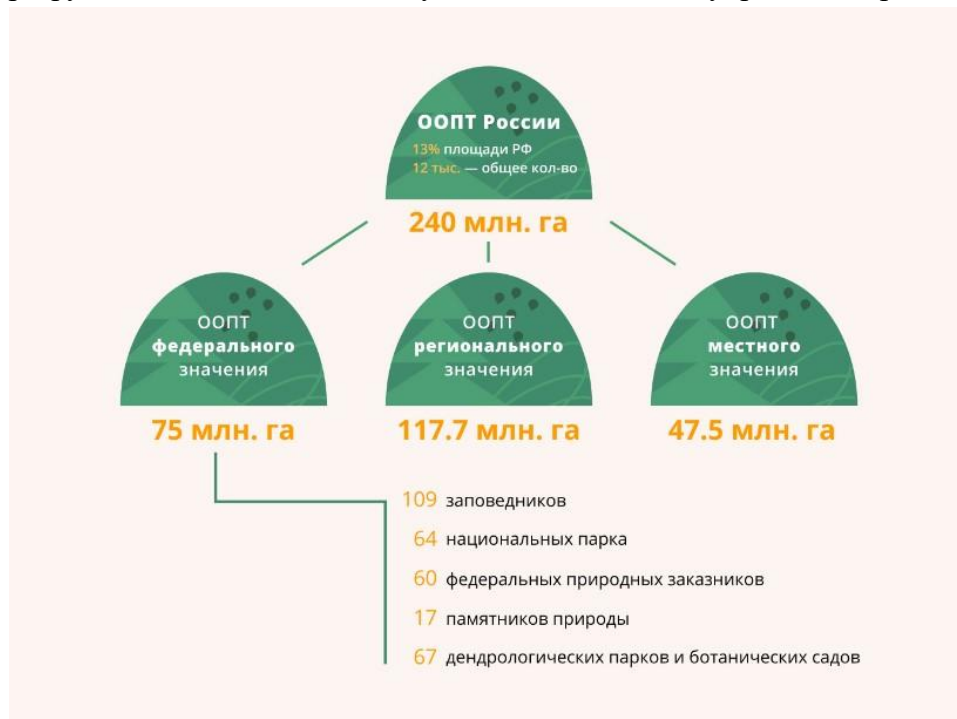 ООПТ России
13% площади РФ
12 тыс. — общее кол-во
240 млн. га
ООПТ
федерального
значения
75 млн. га
ООПТ
регионального
значения
117.7 млн. га
ООПТ
местного
значения
47.5 млн. га
109 заповедников
64 национальных парка
60 федеральных природных заказников
17 памятников природы
67 дендрологических парков и ботанических садов